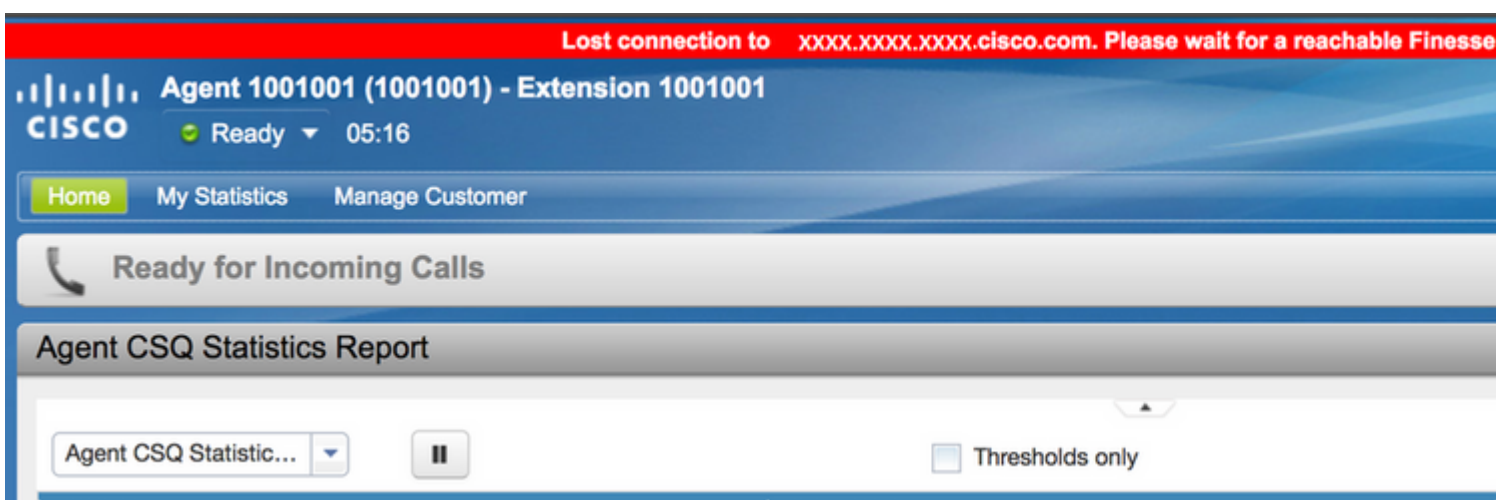 Lost connection to xxxx.xxxx.xxxx.cisco.com. Please wait for a reachable Finesse
Agent 1001001 (1001001) - Extension 1001001
CISCO
Ready 05:16
Home My Statistics Manage Customer
Ready for Incoming Calls
Agent CSQ Statistics Report
Agent CSQ Statistic... Thresholds only